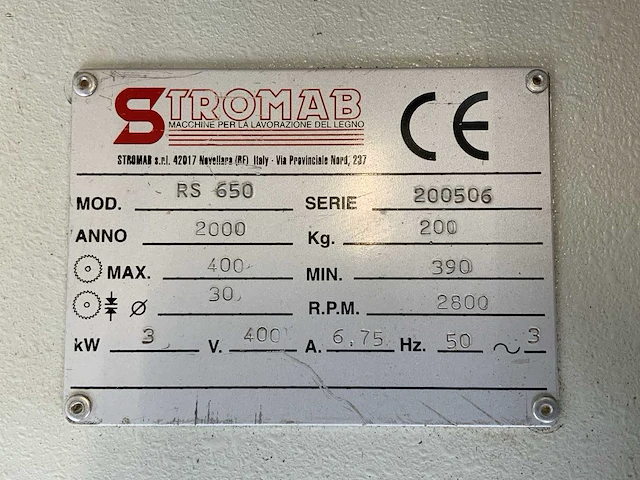 STROMAB
MACCHINE PER LA LAVORAZIONE DEL LEGNO
CE
STROMAB s.r.l. 42017 Novellara (RE) Italy - Via Provinciale Nord, 237
MOD. RS 650 SERIE 200506
ANNO 2000 Kg. 200
MAX. 400 MIN. 390
Ø 30 R.P.M. 2800
kW 3 V. 400 A. 6,75 Hz. 50 ~ 3